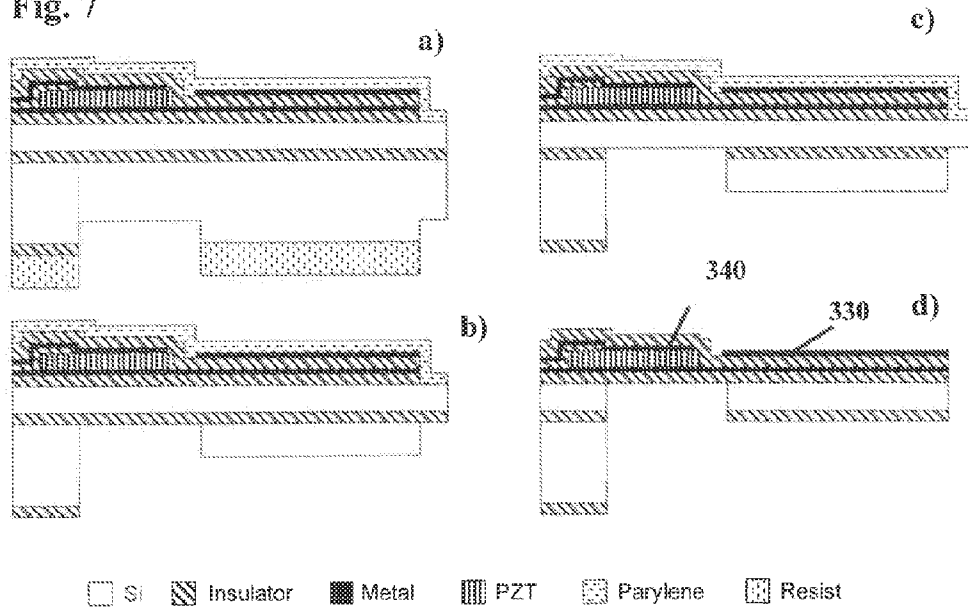 Fig. 7
a)
c)
b)
340
330
d)
Si Insulator Metal PZT Parylene Resist